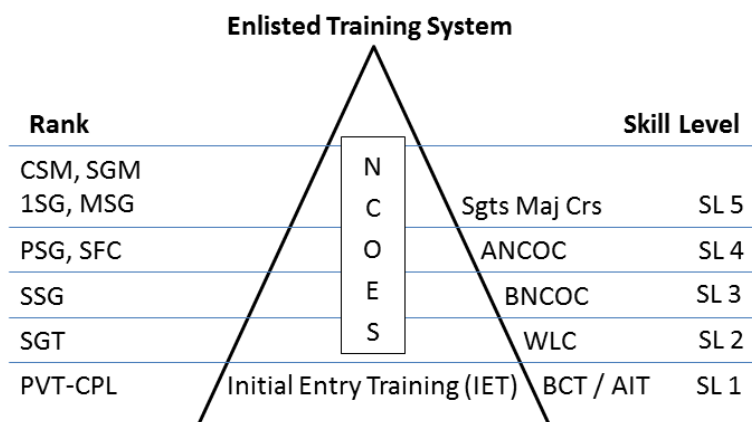 Enlisted Training System
Rank Skill Level
CSM, SGM
1SG, MSG Sgts Maj Crs SL 5
PSG, SFC ANCOC SL 4
SSG BNCOC SL 3
SGT WLC SL 2
PVT-CPL Initial Entry Training (IET) BCT / AIT SL 1
N
C
O
E
S